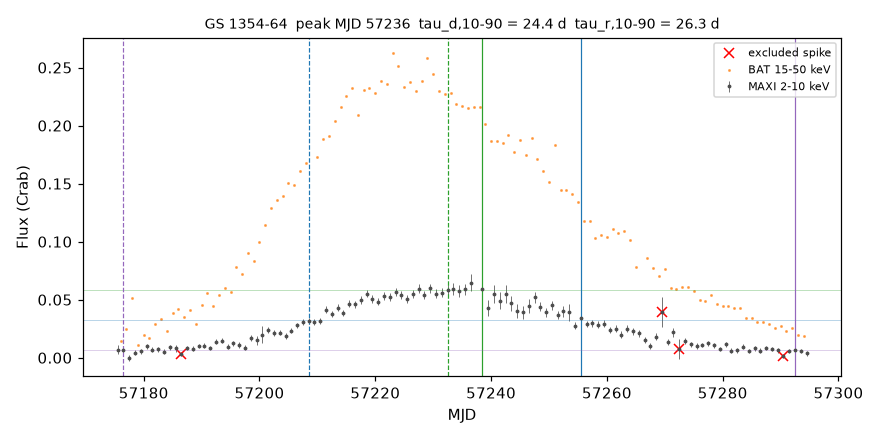 GS 1354-64  peak MJD 57236  tau_d,10-90 = 24.4 d  tau_r,10-90 = 26.3 d
excluded spike
BAT 15-50 keV
MAXI 2-10 keV
Flux (Crab)
0.25
0.20
0.15
0.10
0.05
0.00
57180 57200 57220 57240 57260 57280 57300
MJD